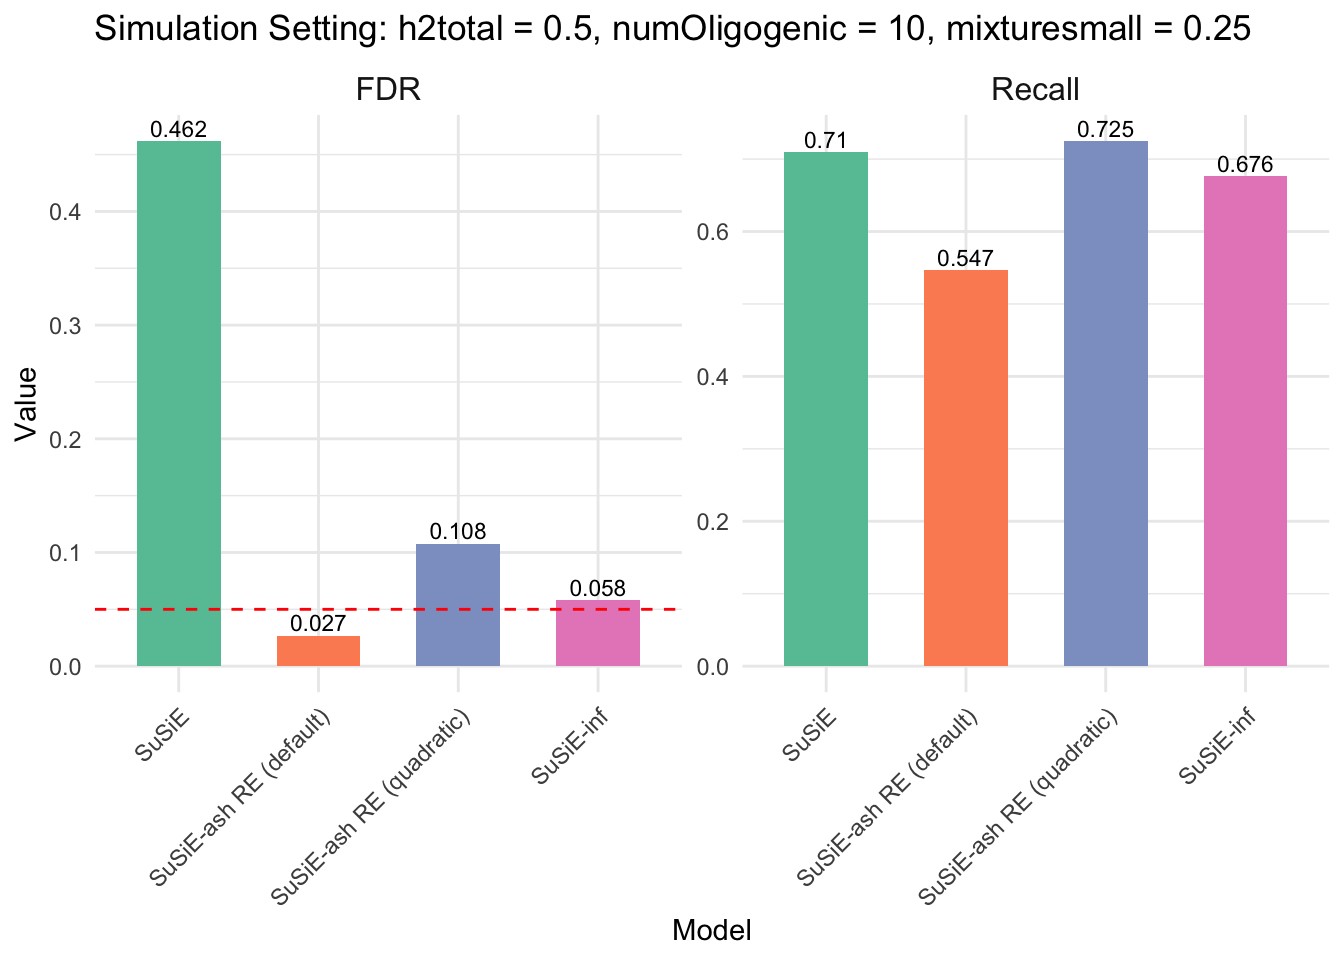 Simulation Setting: h2total = 0.5, numOligogenic = 10, mixturesmall = 0.25
FDR
Recall
Value
0.4
0.3
0.2
0.1
0.0
0.462
0.027
0.108
0.058
SuSiE
SuSiE-ash RE (default)
SuSiE-ash RE (quadratic)
SuSiE-inf
0.6
0.4
0.2
0.0
0.71
0.547
0.725
0.676
SuSiE
SuSiE-ash RE (default)
SuSiE-ash RE (quadratic)
SuSiE-inf
Model